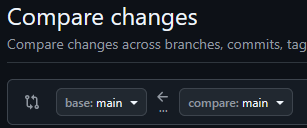 Compare changes
Compare changes across branches, commits, tag
base: main ← compare: main
...